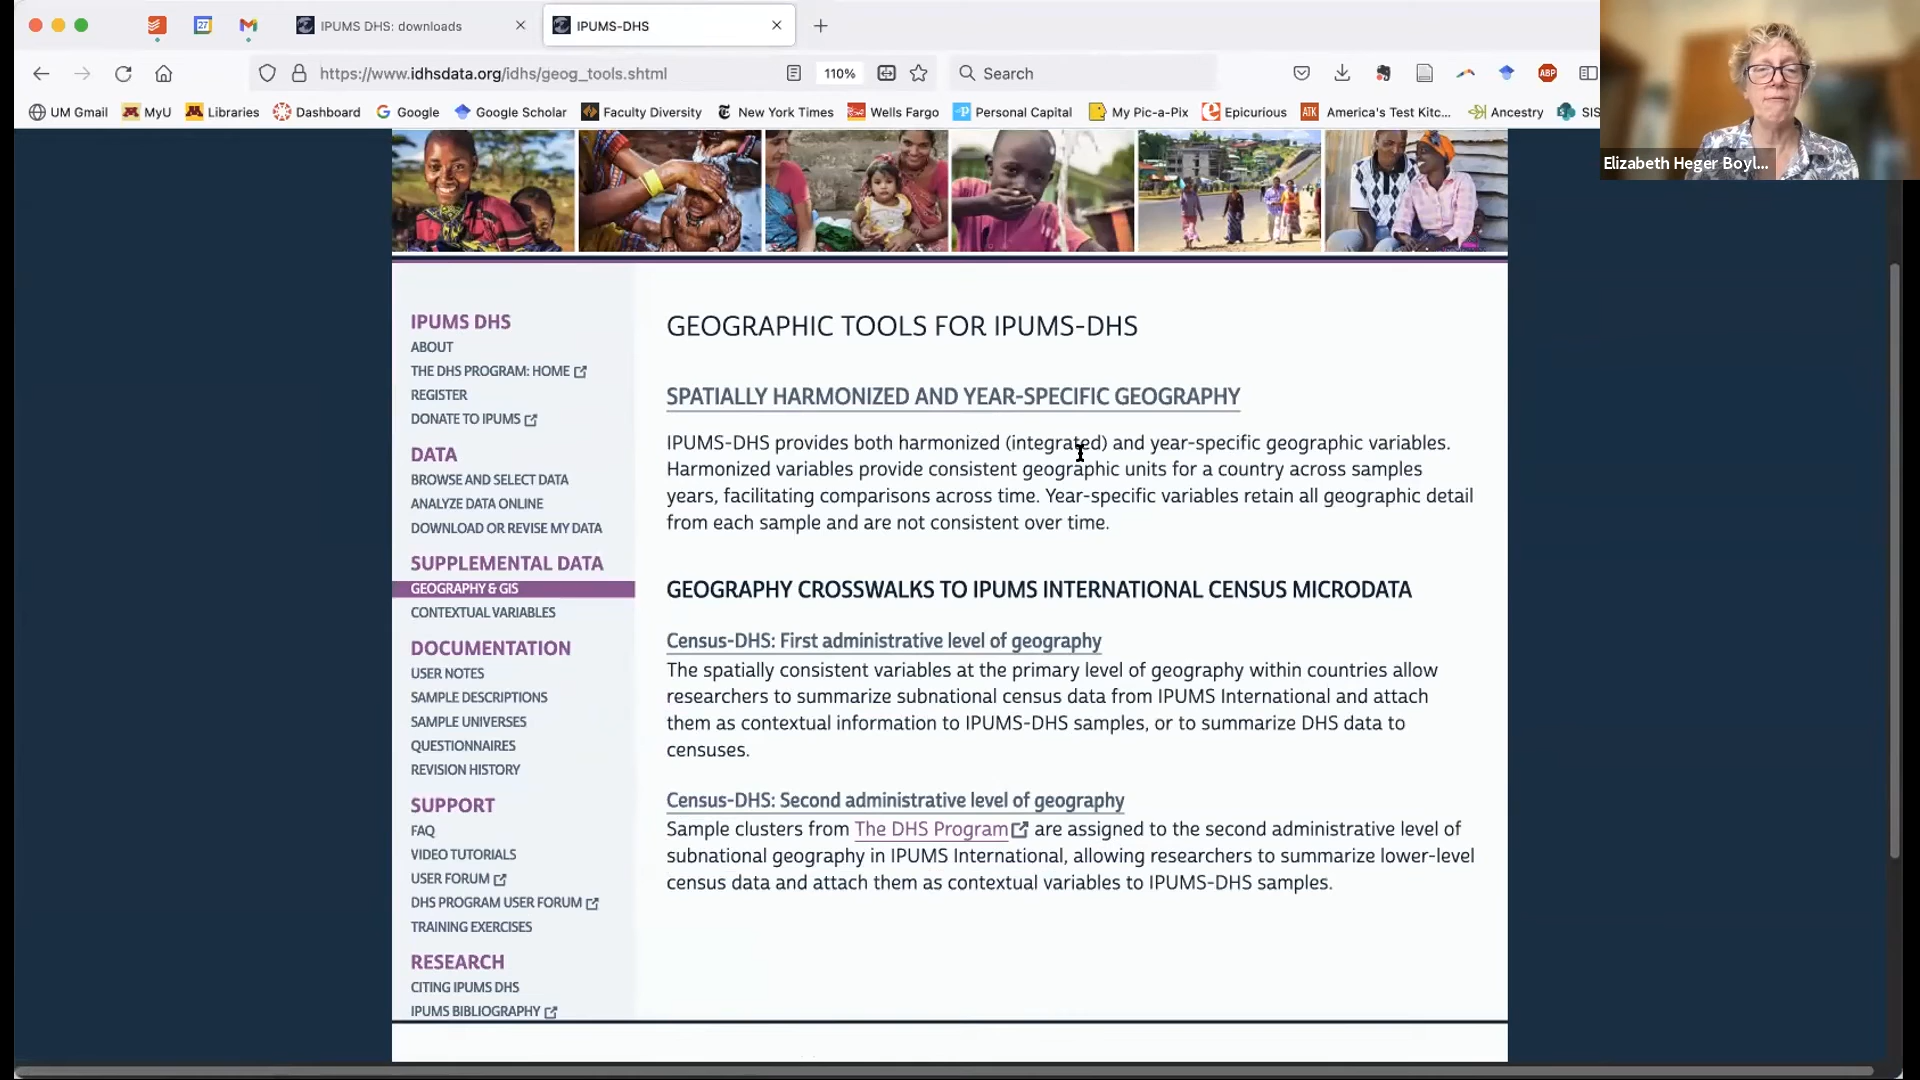 27
IPUMS DHS: downloads
IPUMS-DHS
https://www.idhsdata.org/idhs/geog_tools.shtml
110%
Search
ABP
UM Gmail
MyU
Libraries
Dashboard
Google
Google Scholar
Faculty Diversity
New York Times
Wells Fargo
Personal Capital
My Pic-a-Pix
Epicurious
ATK
America's Test Kitc...
Ancestry
SIS
Elizabeth Heger Boyl...
IPUMS DHS
ABOUT
THE DHS PROGRAM: HOME
REGISTER
DONATE TO IPUMS
DATA
BROWSE AND SELECT DATA
ANALYZE DATA ONLINE
DOWNLOAD OR REVISE MY DATA
SUPPLEMENTAL DATA
GEOGRAPHY & GIS
CONTEXTUAL VARIABLES
DOCUMENTATION
USER NOTES
SAMPLE DESCRIPTIONS
SAMPLE UNIVERSES
QUESTIONNAIRES
REVISION HISTORY
SUPPORT
FAQ
VIDEO TUTORIALS
USER FORUM
DHS PROGRAM USER FORUM
TRAINING EXERCISES
RESEARCH
CITING IPUMS DHS
IPUMS BIBLIOGRAPHY
GEOGRAPHIC TOOLS FOR IPUMS-DHS
SPATIALLY HARMONIZED AND YEAR-SPECIFIC GEOGRAPHY
IPUMS-DHS provides both harmonized (integrated) and year-specific geographic variables.
Harmonized variables provide consistent geographic units for a country across samples
years, facilitating comparisons across time. Year-specific variables retain all geographic detail
from each sample and are not consistent over time.
GEOGRAPHY CROSSWALKS TO IPUMS INTERNATIONAL CENSUS MICRODATA
Census-DHS: First administrative level of geography
The spatially consistent variables at the primary level of geography within countries allow
researchers to summarize subnational census data from IPUMS International and attach
them as contextual information to IPUMS-DHS samples, or to summarize DHS data to
censuses.
Census-DHS: Second administrative level of geography
Sample clusters from The DHS Program are assigned to the second administrative level of
subnational geography in IPUMS International, allowing researchers to summarize lower-level
census data and attach them as contextual variables to IPUMS-DHS samples.